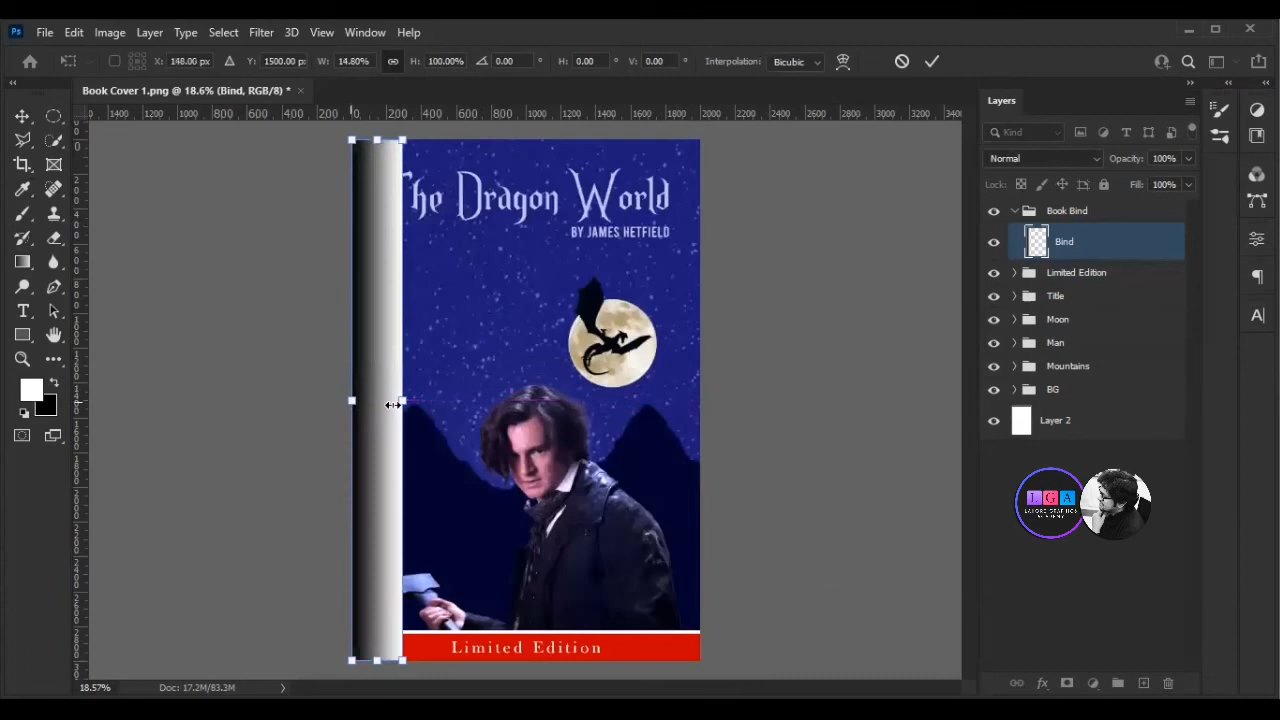 Ps File Edit Image Layer Type Select Filter 3D View Window Help
X: 148.00 px Y: 1500.00 px W: 14.80% H: 100.00% 0.00 ° H: 0.00 ° V: 0.00 ° Interpolation: Bicubic
Book Cover 1.png @ 18.6% (Bind, RGB/8) * ×
1400 1200 1000 800 600 400 200 0 200 400 600 800 1000 1200 1400 1600 1800 2000 2200 2400 2600 2800 3000 3200 3400
The Dragon World
BY JAMES HETFIELD
Limited Edition
18.57% Doc: 17.2M/83.3M
Layers
Kind
Normal Opacity: 100%
Lock: Fill: 100%
Book Bind
Bind
Limited Edition
Title
Moon
Man
Mountains
BG
Layer 2
LGA
LAHORE GRAPHICS
ACADEMY